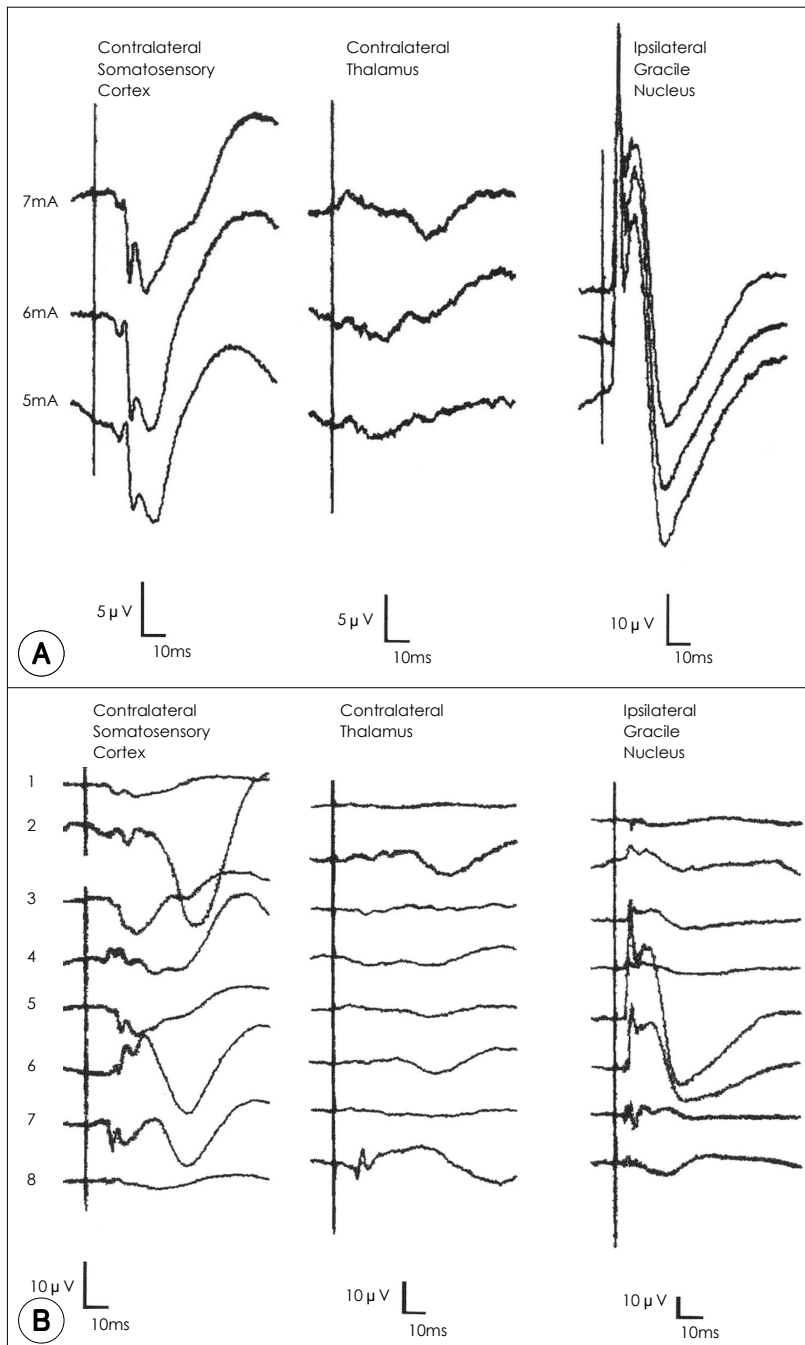 Contralateral
Somatosensory
Cortex
Contralateral
Thalamus
Ipsilateral
Gracile
Nucleus
7mA
6mA
5mA
5 μ V
10ms
5 μ V
10ms
10 μ V
10ms
A
Contralateral
Somatosensory
Cortex
Contralateral
Thalamus
Ipsilateral
Gracile
Nucleus
1
2
3
4
5
6
7
8
10 μ V
10ms
10 μ V
10ms
10 μ V
10ms
B